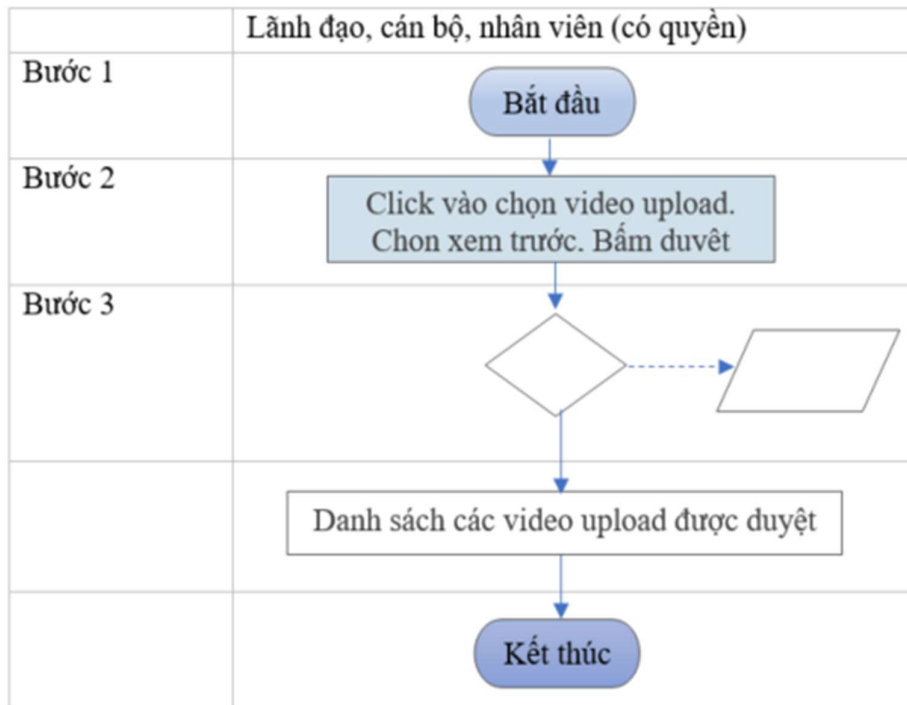 Lãnh đạo, cán bộ, nhân viên (có quyền)
Bước 1
Bắt đầu
Bước 2
Click vào chọn video upload.
Chon xem trước. Bấm duvêt
Bước 3
Danh sách các video upload được duyệt
Kết thúc